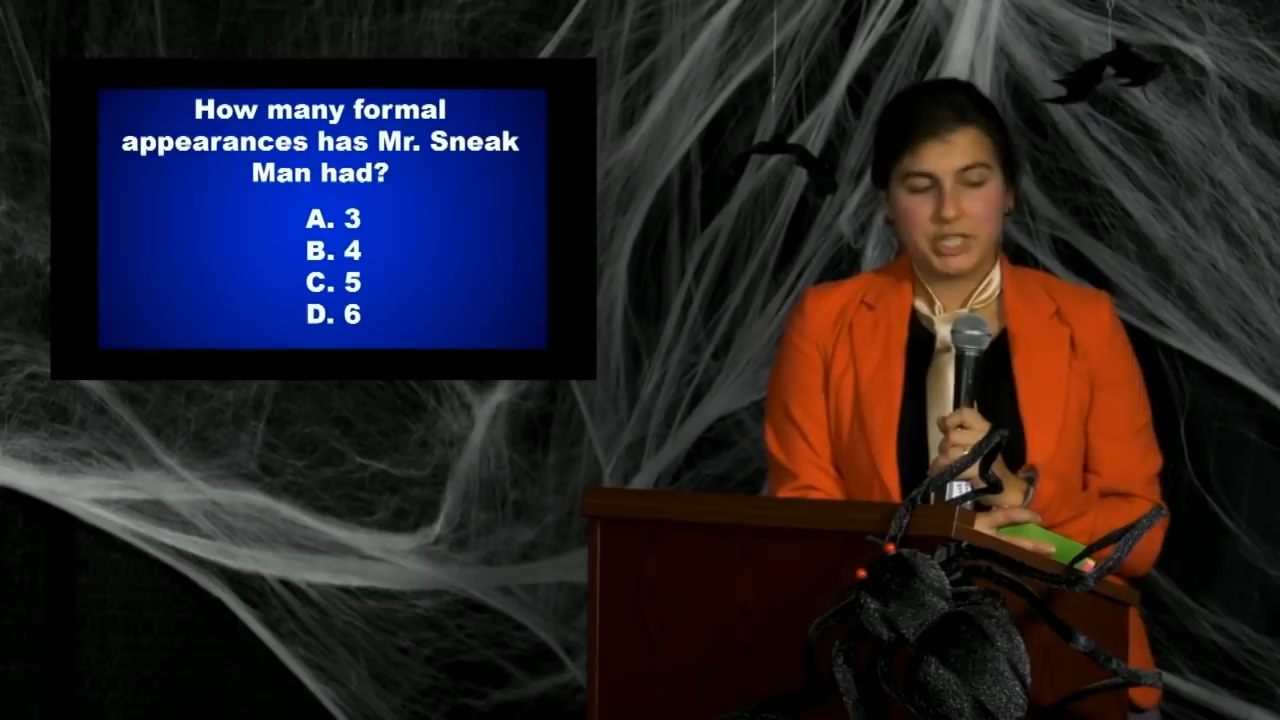 How many formal
appearances has Mr. Sneak
Man had?
A. 3
B. 4
C. 5
D. 6